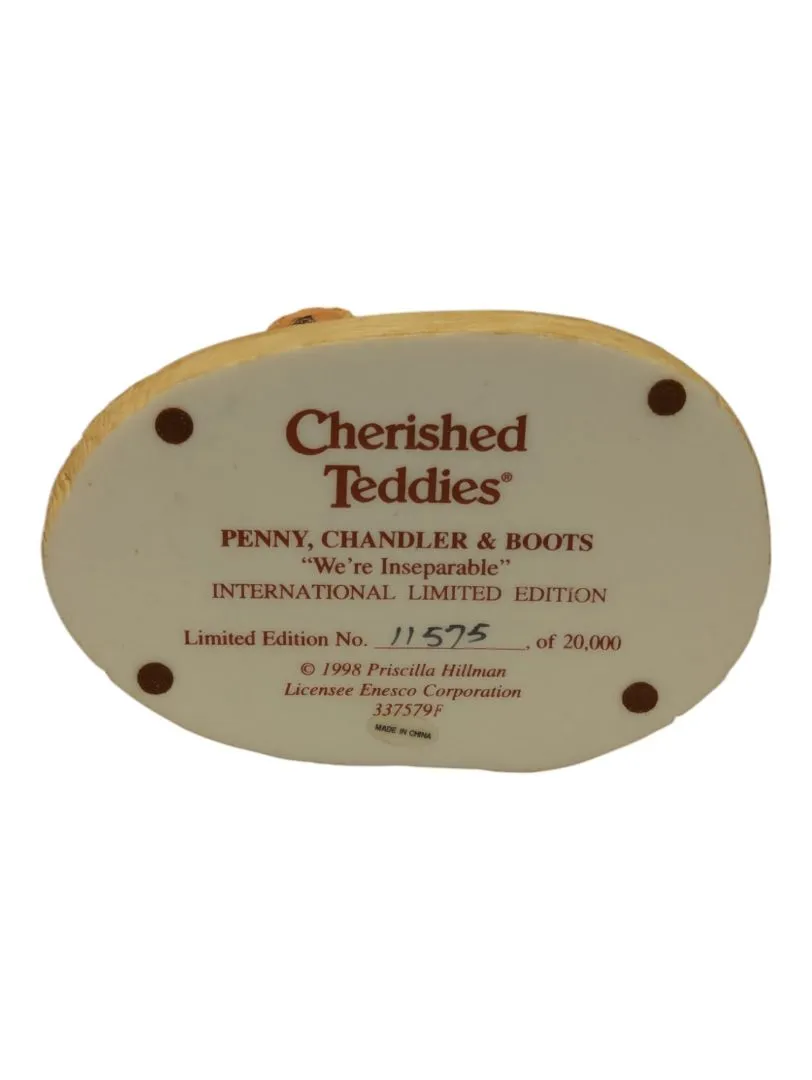 Cherished
Teddies®
PENNY, CHANDLER & BOOTS
“We're Inseparable”
INTERNATIONAL LIMITED EDITION
Limited Edition No. 11575, of 20,000
© 1998 Priscilla Hillman
Licensee Enesco Corporation
337579F
MADE IN CHINA